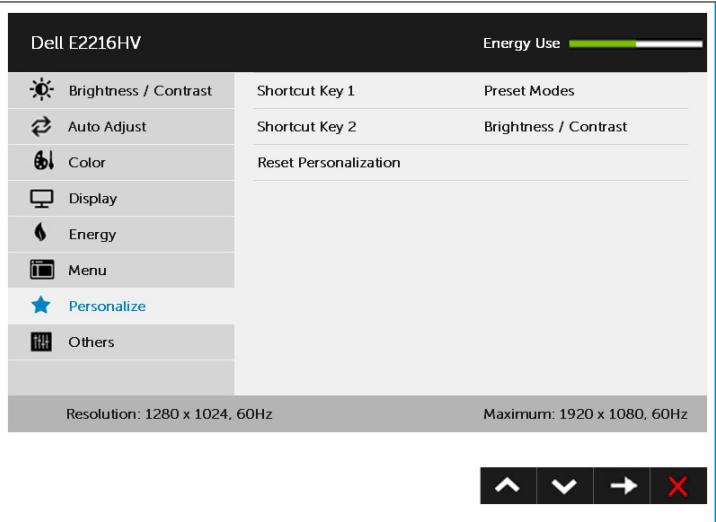 Dell E2216HV Energy Use
Brightness / Contrast Shortcut Key 1 Preset Modes
Auto Adjust Shortcut Key 2 Brightness / Contrast
Color Reset Personalization
Display
Energy
Menu
Personalize
Others
Resolution: 1280 x 1024, 60Hz Maximum: 1920 x 1080, 60Hz